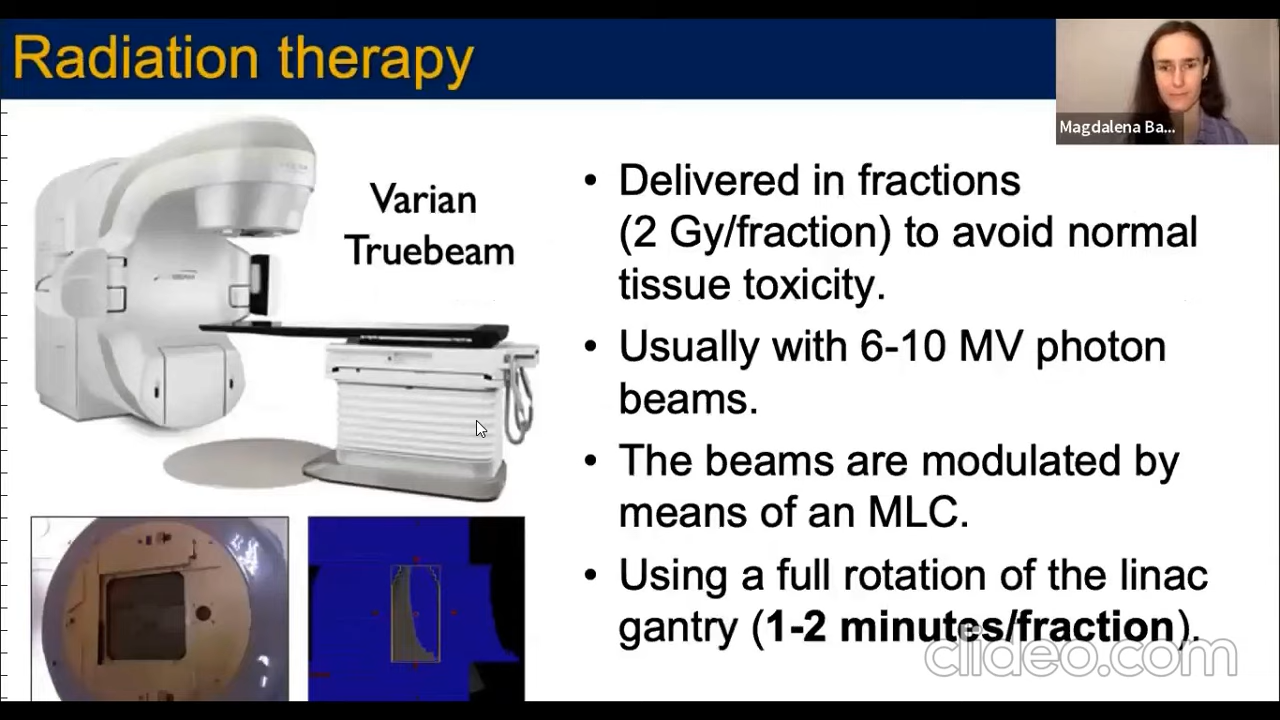 Radiation therapy
Magdalena Ba...
Varian
Truebeam
• Delivered in fractions
(2 Gy/fraction) to avoid normal
tissue toxicity.
• Usually with 6-10 MV photon
beams.
• The beams are modulated by
means of an MLC.
• Using a full rotation of the linac
gantry (1-2 minutes/fraction).
clideo.com